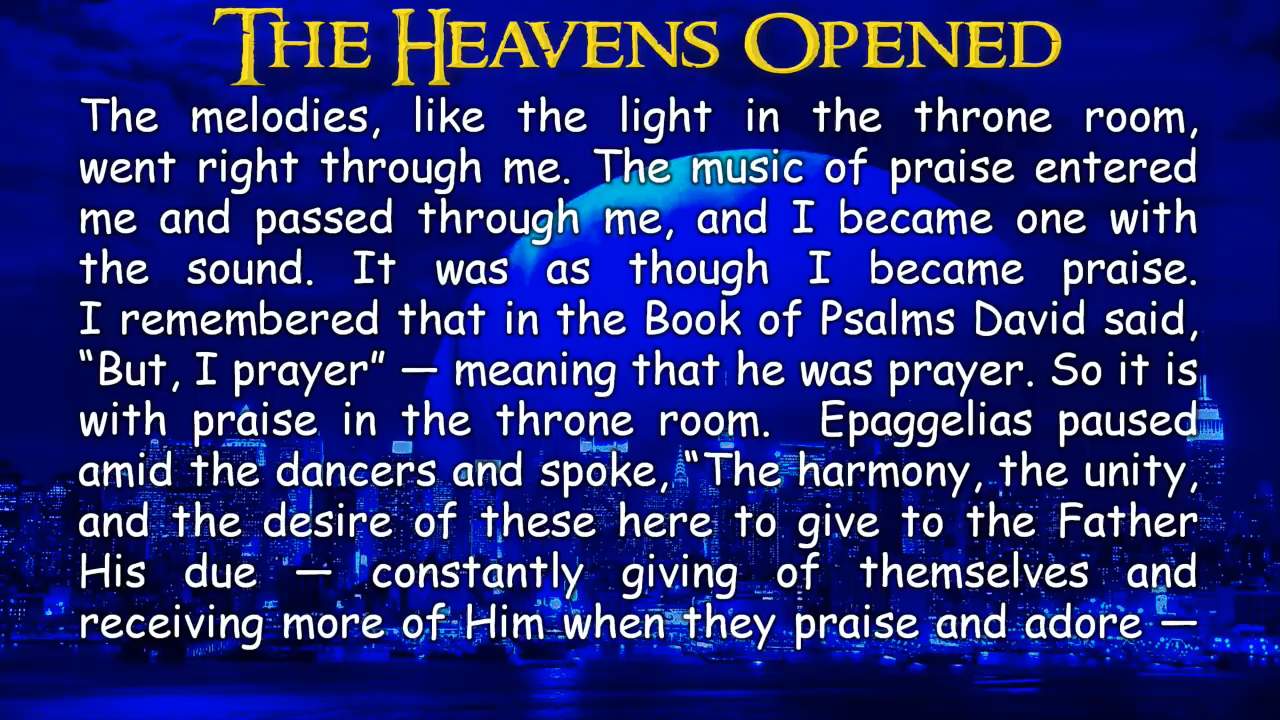 THE HEAVENS OPENED
The melodies, like the light in the throne room,
went right through me. The music of praise entered
me and passed through me, and I became one with
the sound. It was as though I became praise.
I remembered that in the Book of Psalms David said,
“But, I prayer” — meaning that he was prayer. So it is
with praise in the throne room. Epaggelias paused
amid the dancers and spoke, “The harmony, the unity,
and the desire of these here to give to the Father
His due — constantly giving of themselves and
receiving more of Him when they praise and adore —